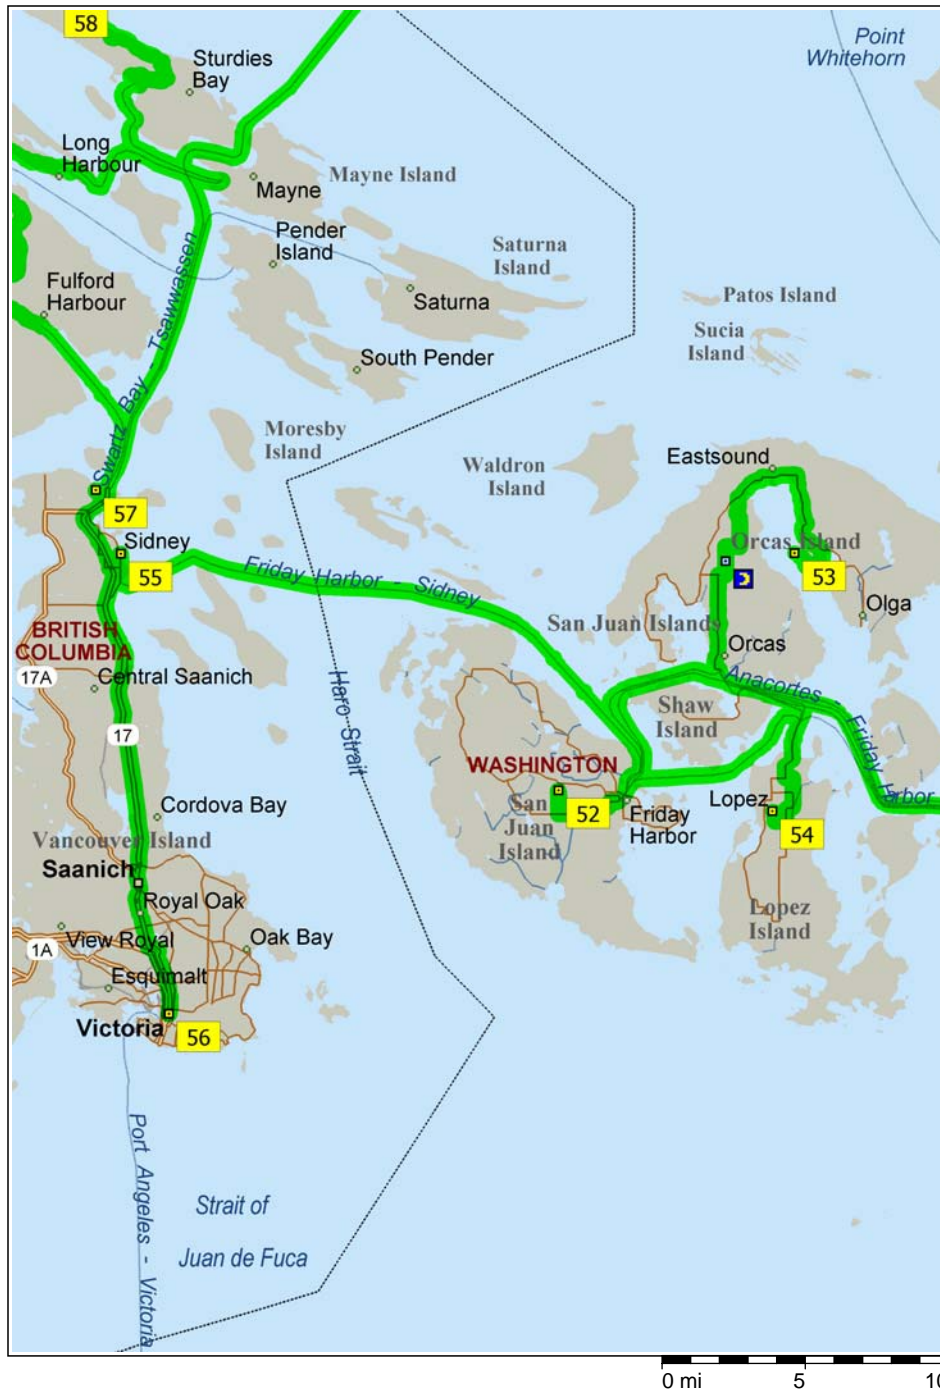 58
Sturdies
Bay
Point
Whitehorn
Long
Harbour
Mayne
Mayne Island
Pender
Island
Saturna
Island
Fulford
Harbour
Saturna
Patos Island
Sucia
Island
Swartz Bay - Tsawwassen
South Pender
Moresby
Island
Waldron
Island
Eastsound
57
Sidney
55
Friday Harbor - Sidney
Orcas Island
53
Olga
San Juan Islands
BRITISH
COLUMBIA
17A
Central Saanich
Orcas
Anacortes - Friday Harbor
Shaw
Island
Haro Strait
17
WASHINGTON
Cordova Bay
San
Juan
Island
52
Friday
Harbor
Lopez
54
Vancouver Island
Saanich
Royal Oak
Lopez
Island
View Royal
1A
Oak Bay
Esquimalt
Victoria
56
Port Angeles - Victoria
Strait of
Juan de Fuca
0 mi 5 10